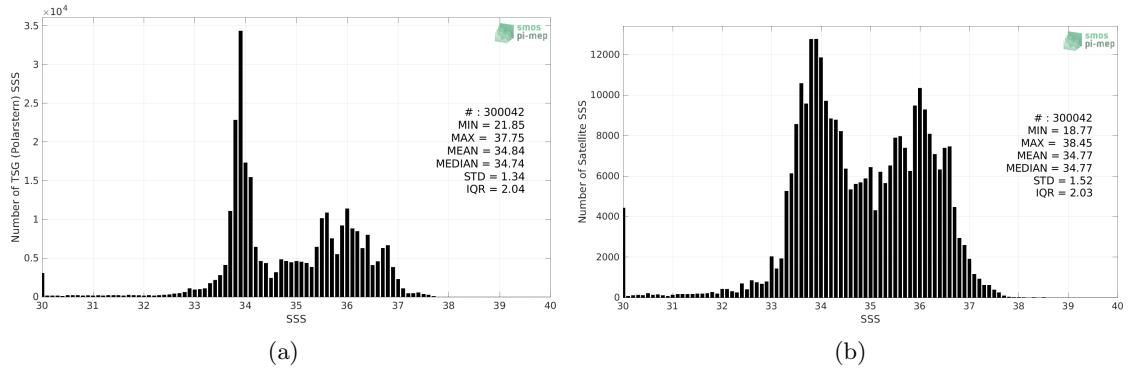 ×10⁴
3.5
3
2.5
2
1.5
1
0.5
0
30 31 32 33 34 35 36 37 38 39 40
Number of TSG (Polarstern) SSS
SSS
smos
pi-mep
# : 300042
MIN = 21.85
MAX = 37.75
MEAN = 34.84
MEDIAN = 34.74
STD = 1.34
IQR = 2.04
(a)
12000
10000
8000
6000
4000
2000
0
30 31 32 33 34 35 36 37 38 39 40
Number of Satellite SSS
SSS
smos
pi-mep
# : 300042
MIN = 18.77
MAX = 38.45
MEAN = 34.77
MEDIAN = 34.77
STD = 1.52
IQR = 2.03
(b)